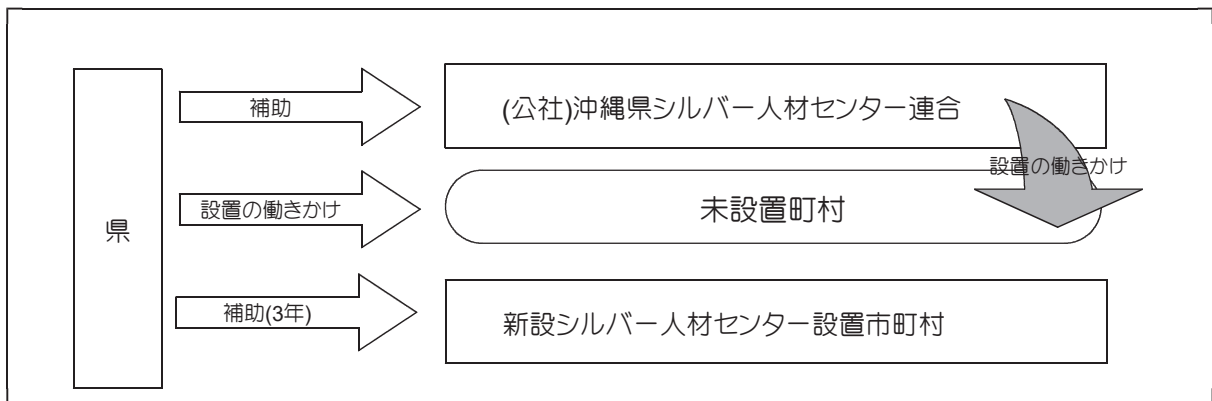 県
補助
(公社)沖縄県シルバー人材センター連合
設置の働きかけ
設置の働きかけ
未設置町村
補助(3年)
新設シルバー人材センター設置市町村